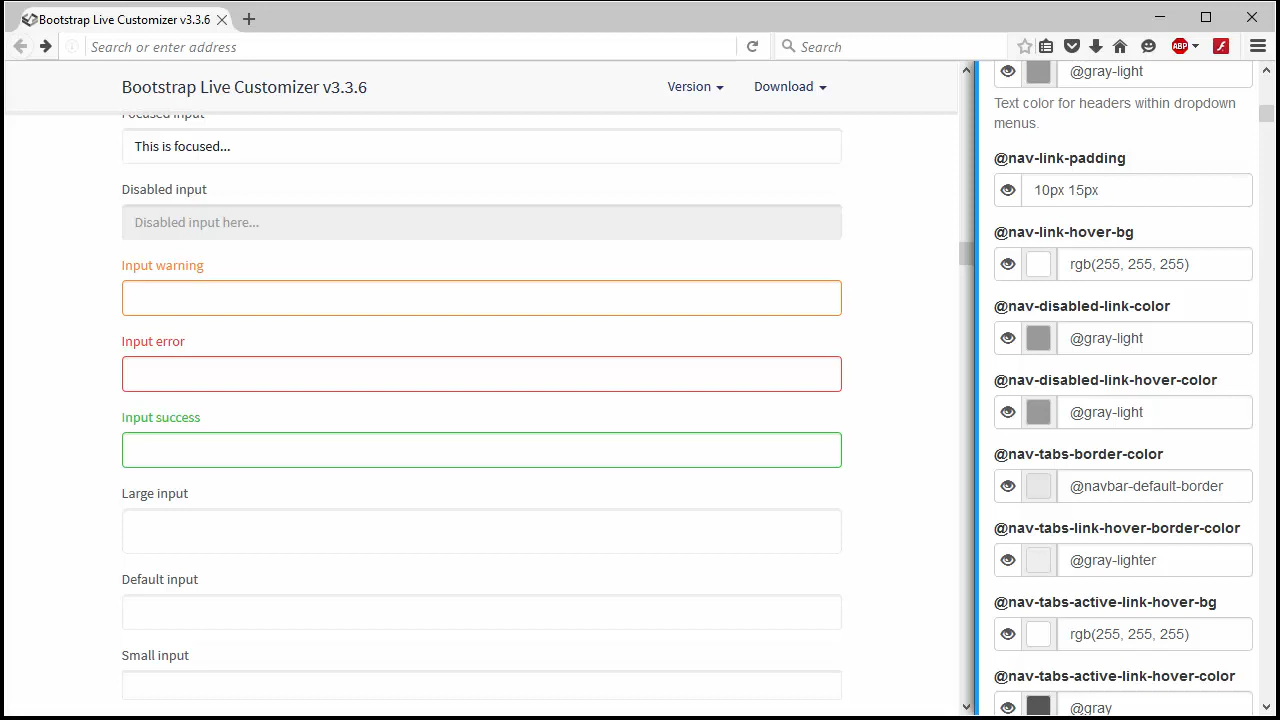 Bootstrap Live Customizer v3.3.6
Search or enter address
Search
ABP
Bootstrap Live Customizer v3.3.6
Version
Download
Focused input
This is focused...
Disabled input
Disabled input here...
Input warning
Input error
Input success
Large input
Default input
Small input
@gray-light
Text color for headers within dropdown
menus.
@nav-link-padding
10px 15px
@nav-link-hover-bg
rgb(255, 255, 255)
@nav-disabled-link-color
@gray-light
@nav-disabled-link-hover-color
@gray-light
@nav-tabs-border-color
@navbar-default-border
@nav-tabs-link-hover-border-color
@gray-lighter
@nav-tabs-active-link-hover-bg
rgb(255, 255, 255)
@nav-tabs-active-link-hover-color
@gray